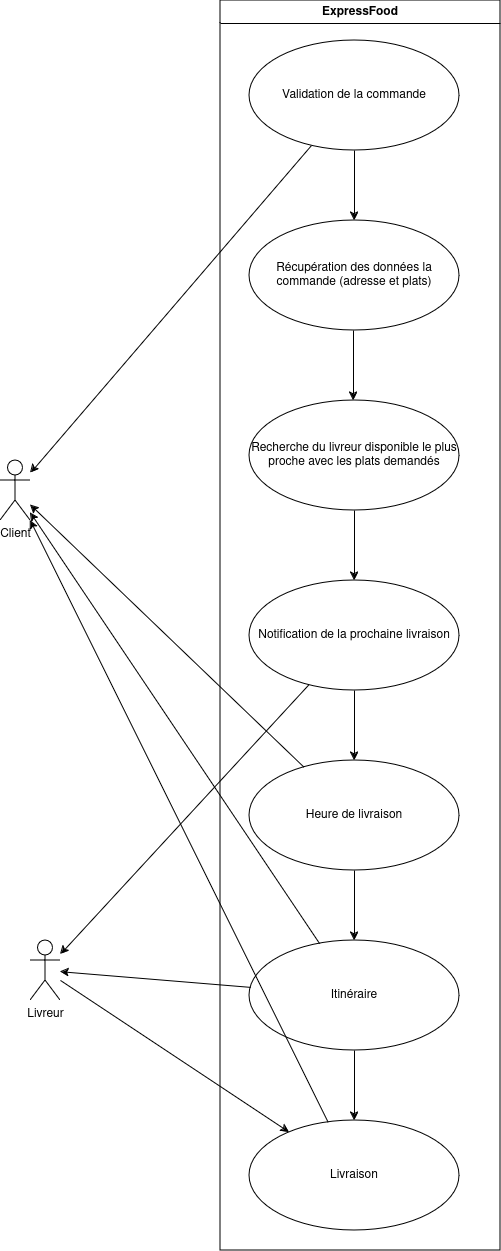 ExpressFood
Validation de la commande
Récupération des données la
commande (adresse et plats)
Recherche du livreur disponible le plus
proche avec les plats demandés
Client
Notification de la prochaine livraison
Heure de livraison
Itinéraire
Livreur
Livraison